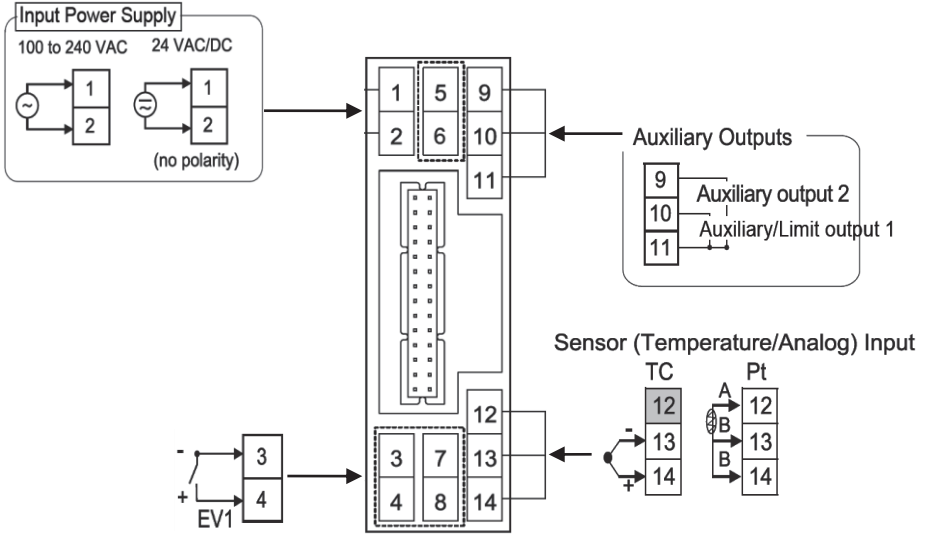 Input Power Supply
100 to 240 VAC
24 VAC/DC
~
1
2
1
2
(no polarity)
1 5 9
2 6 10
11
Auxiliary Outputs
9
10
11
Auxiliary output 2
Auxiliary/Limit output 1
Sensor (Temperature/Analog) Input
TC
12
13
14
-
+
Pt
A
B
B
12
13
14
12
3 7 13
4 8 14
-
+
3
4
EV1